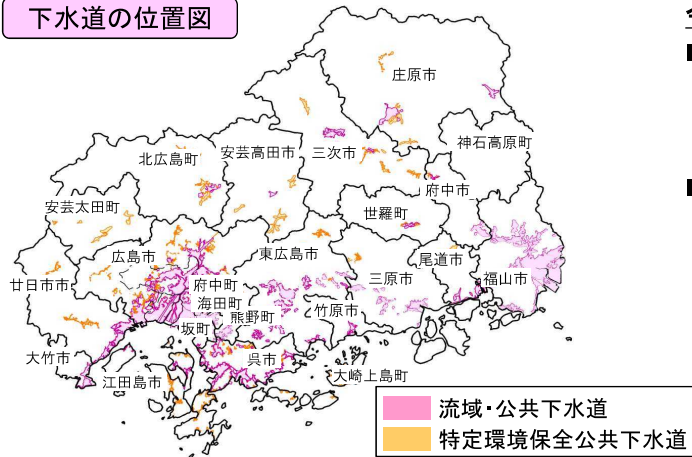 下水道の位置図
庄原市
神石高原町
北広島町
安芸高田市
三次市
府中市
安芸太田町
世羅町
広島市
東広島市
尾道市
廿日市市
府中町
三原市
福山市
海田町
熊野町
竹原市
坂町
大竹市
江田島市
呉市
大崎上島町
流域・公共下水道
特定環境保全公共下水道